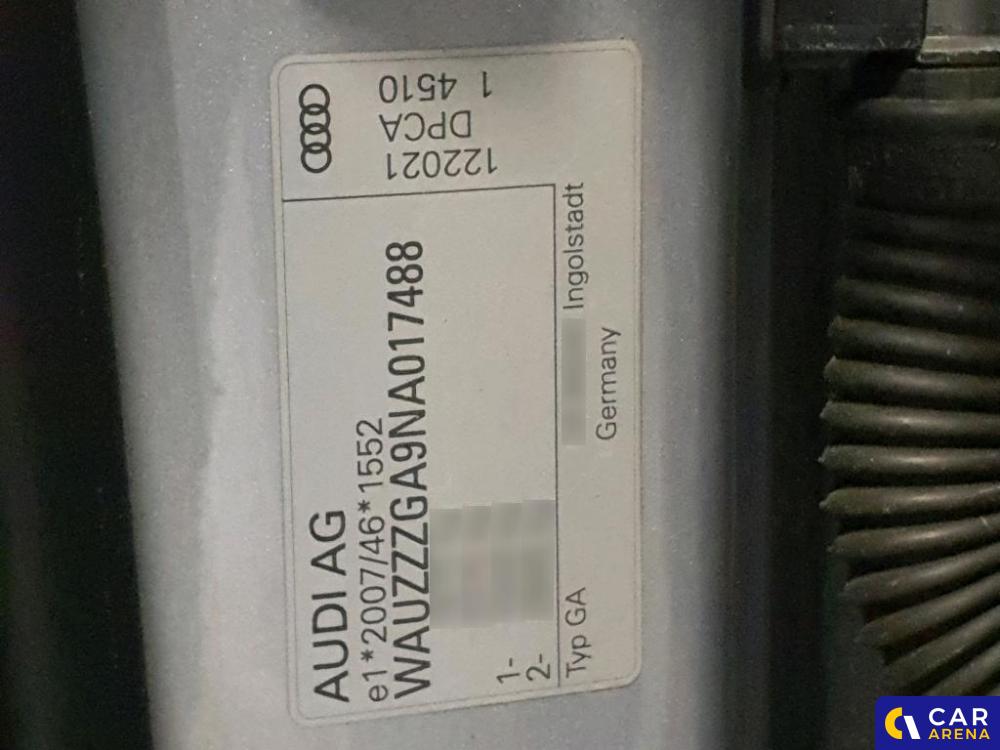 AUDI AG
e1*2007/46*1552
WAUZZZGA9NA017488
1-
2-
Typ GA
Ingolstadt
Germany
122021
DPCA
1 4510
CAR
ARENA